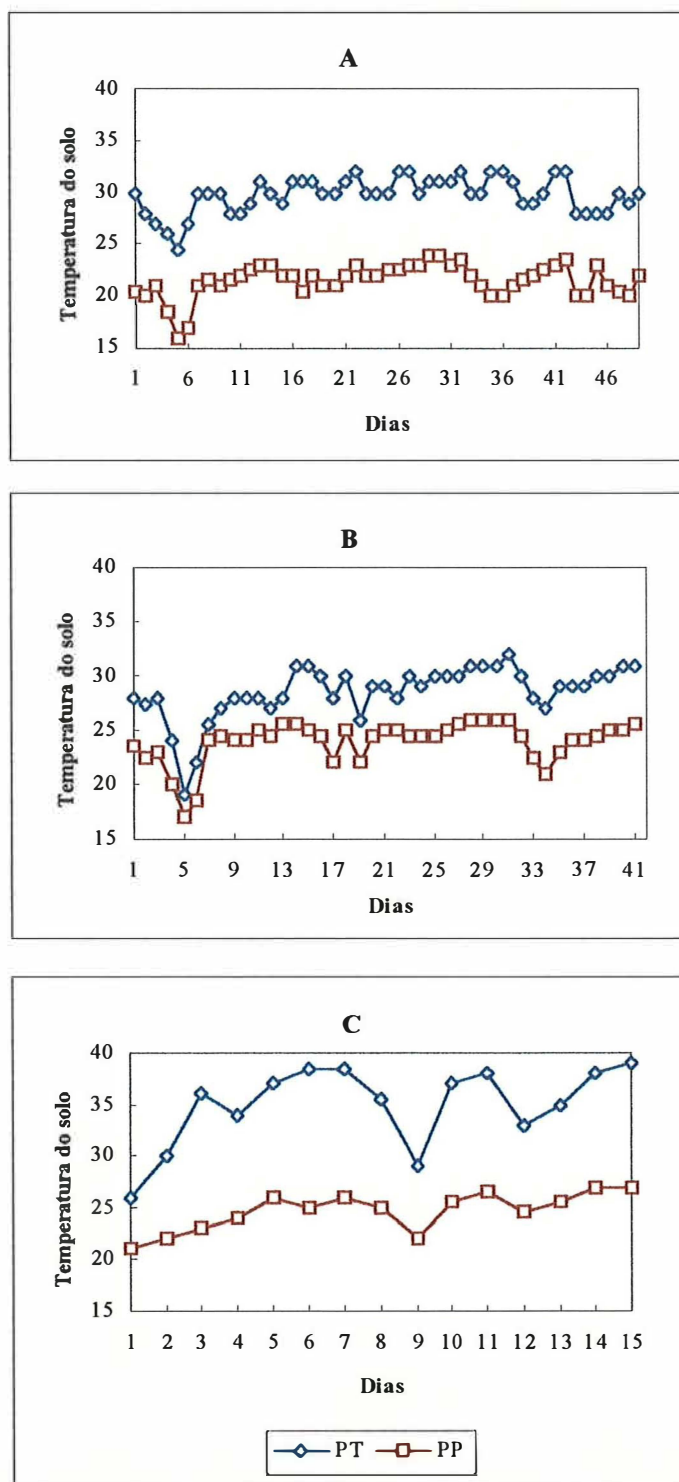 A
Temperatura do solo
40
35
30
25
20
15
1 6 11 16 21 26 31 36 41 46
Dias
B
Temperatura do solo
40
35
30
25
20
15
1 5 9 13 17 21 25 29 33 37 41
Dias
C
Temperatura do solo
40
35
30
25
20
15
1 2 3 4 5 6 7 8 9 10 11 12 13 14 15
Dias
PT PP